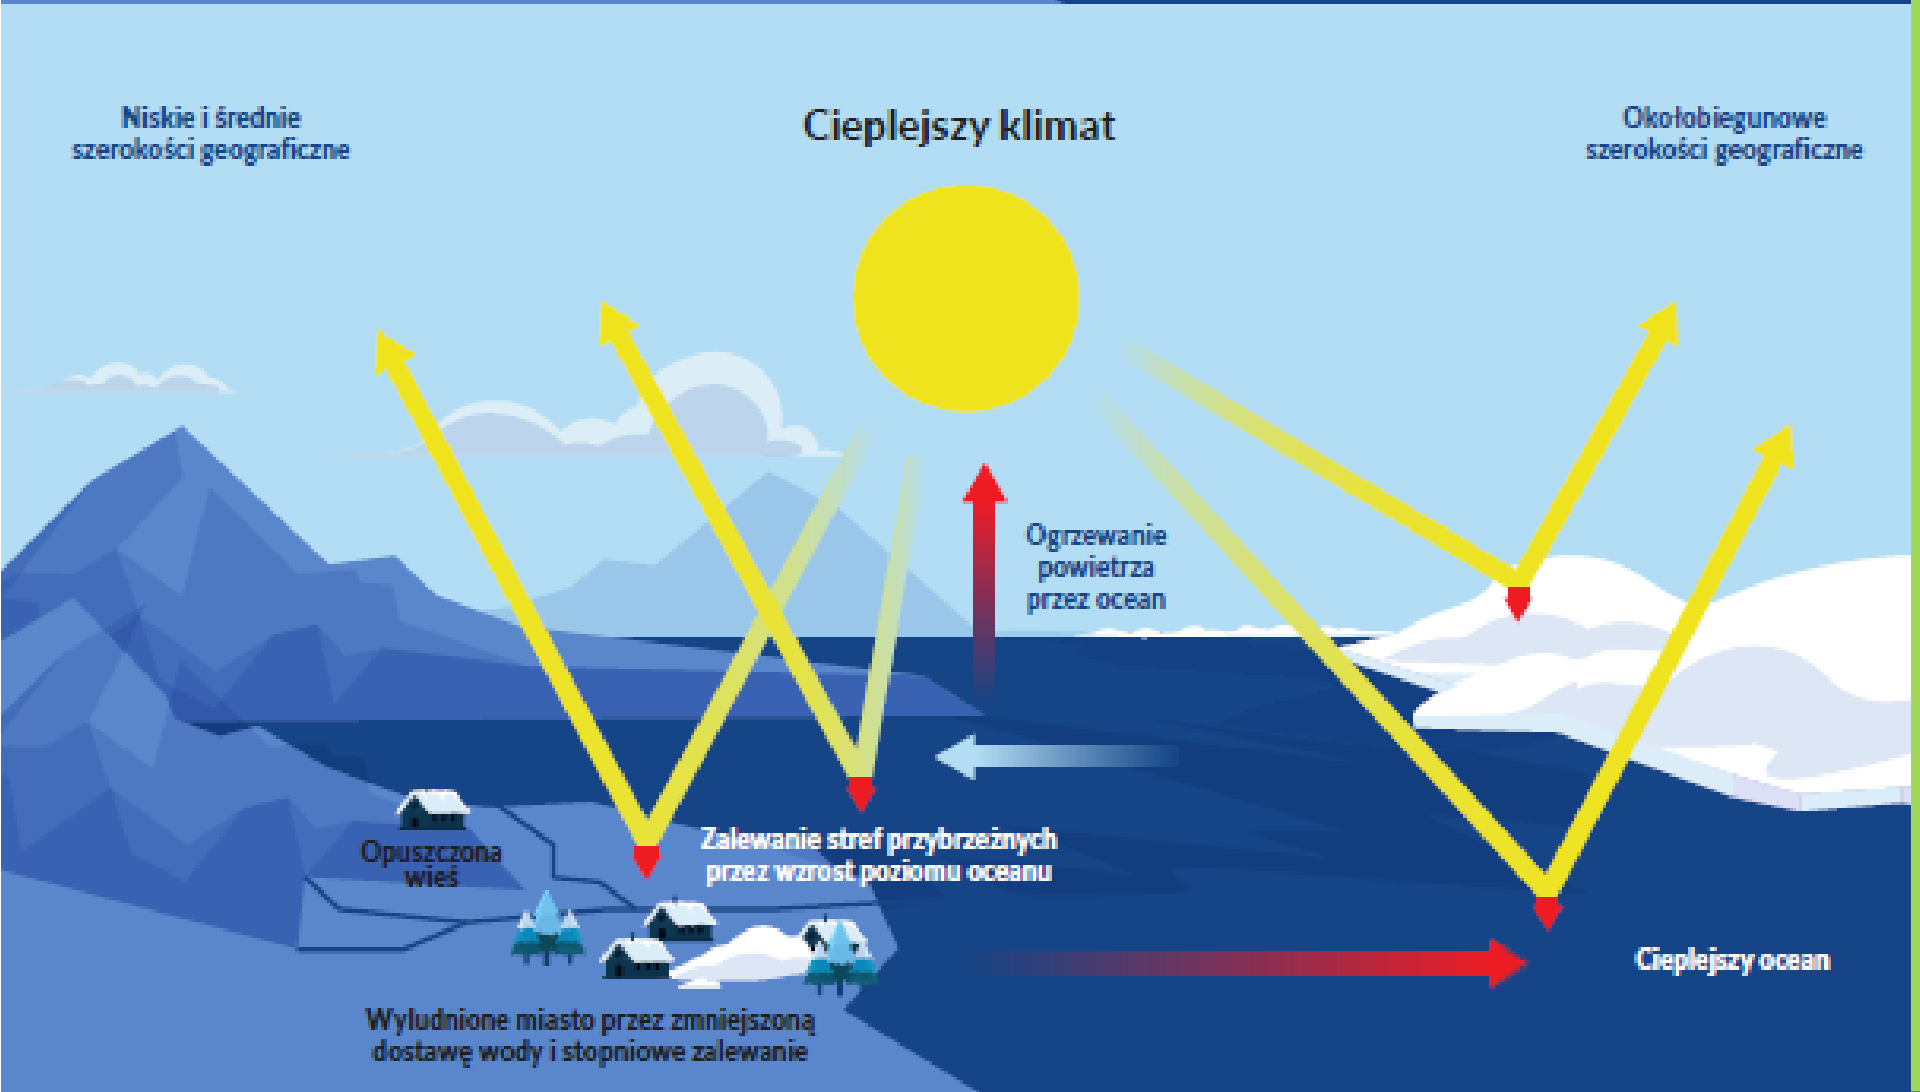 Niskie i średnie
szerokości geograficzne
Cieplejszy klimat
Okołobiegunowe
szerokości geograficzne
Ogrzewanie
powietrza
przez ocean
Zalewanie stref przybrzeżnych
przez wzrost poziomu oceanu
Opuszczona
wieś
Cieplejszy ocean
Wyludnione miasto przez zmniejszoną
dostawę wody i stopniowe zalewanie